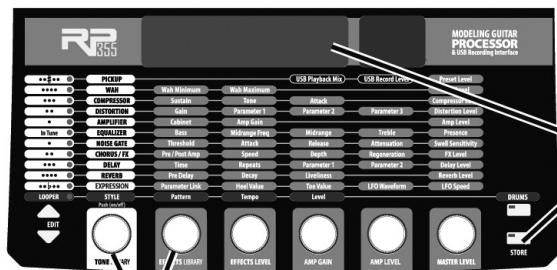 RP 355
MODELING GUITAR
PROCESSOR
& USB Recording Interface
PICKUP USB Playback Mix USB Record Level Preset Level
WAH Wah Minimum Wah Maximum Level
COMPRESSOR Sustain Tone Attack Compressor
DISTORTION Gain Parameter 1 Parameter 2 Parameter 3 Distortion Level
AMPLIFIER Cabinet Amp Gain Amp Level
In Tune EQUALIZER Bass Midrange Freq Midrange Treble Presence
NOISE GATE Threshold Attack Release Attenuation Swell Sensitivity
CHORUS / FX Pre / Post Amp Speed Depth Regeneration FX Level
DELAY Time Repeats Parameter 1 Parameter 2 Delay Level
REVERB Pre Delay Decay Liveliness Reverb Level
EXPRESSION Parameter Link Heel Value Toe Value LFO Waveform LFO Speed
LOOPER STYLE Pattern Tempo Level DRUMS
Push (on/off)
EDIT
STORE
EFFECTS LEVEL AMP GAIN AMP LEVEL MASTER LEVEL